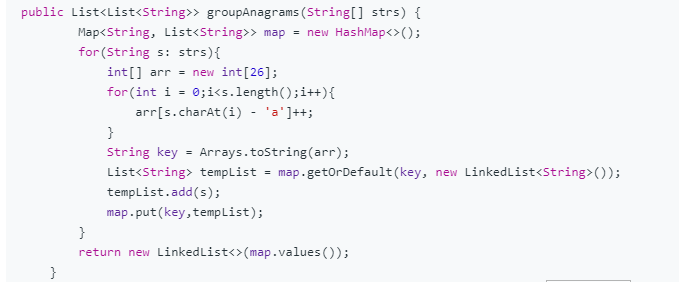 public List<List<String>> groupAnagrams(String[] strs) {
Map<String, List<String>> map = new HashMap<>();
for(String s: strs){
int[] arr = new int[26];
for(int i = 0;i<s.length();i++){
arr[s.charAt(i) - 'a']++;
}
String key = Arrays.toString(arr);
List<String> tempList = map.getOrDefault(key, new LinkedList<String>());
tempList.add(s);
map.put(key,tempList);
}
return new LinkedList<>(map.values());
}